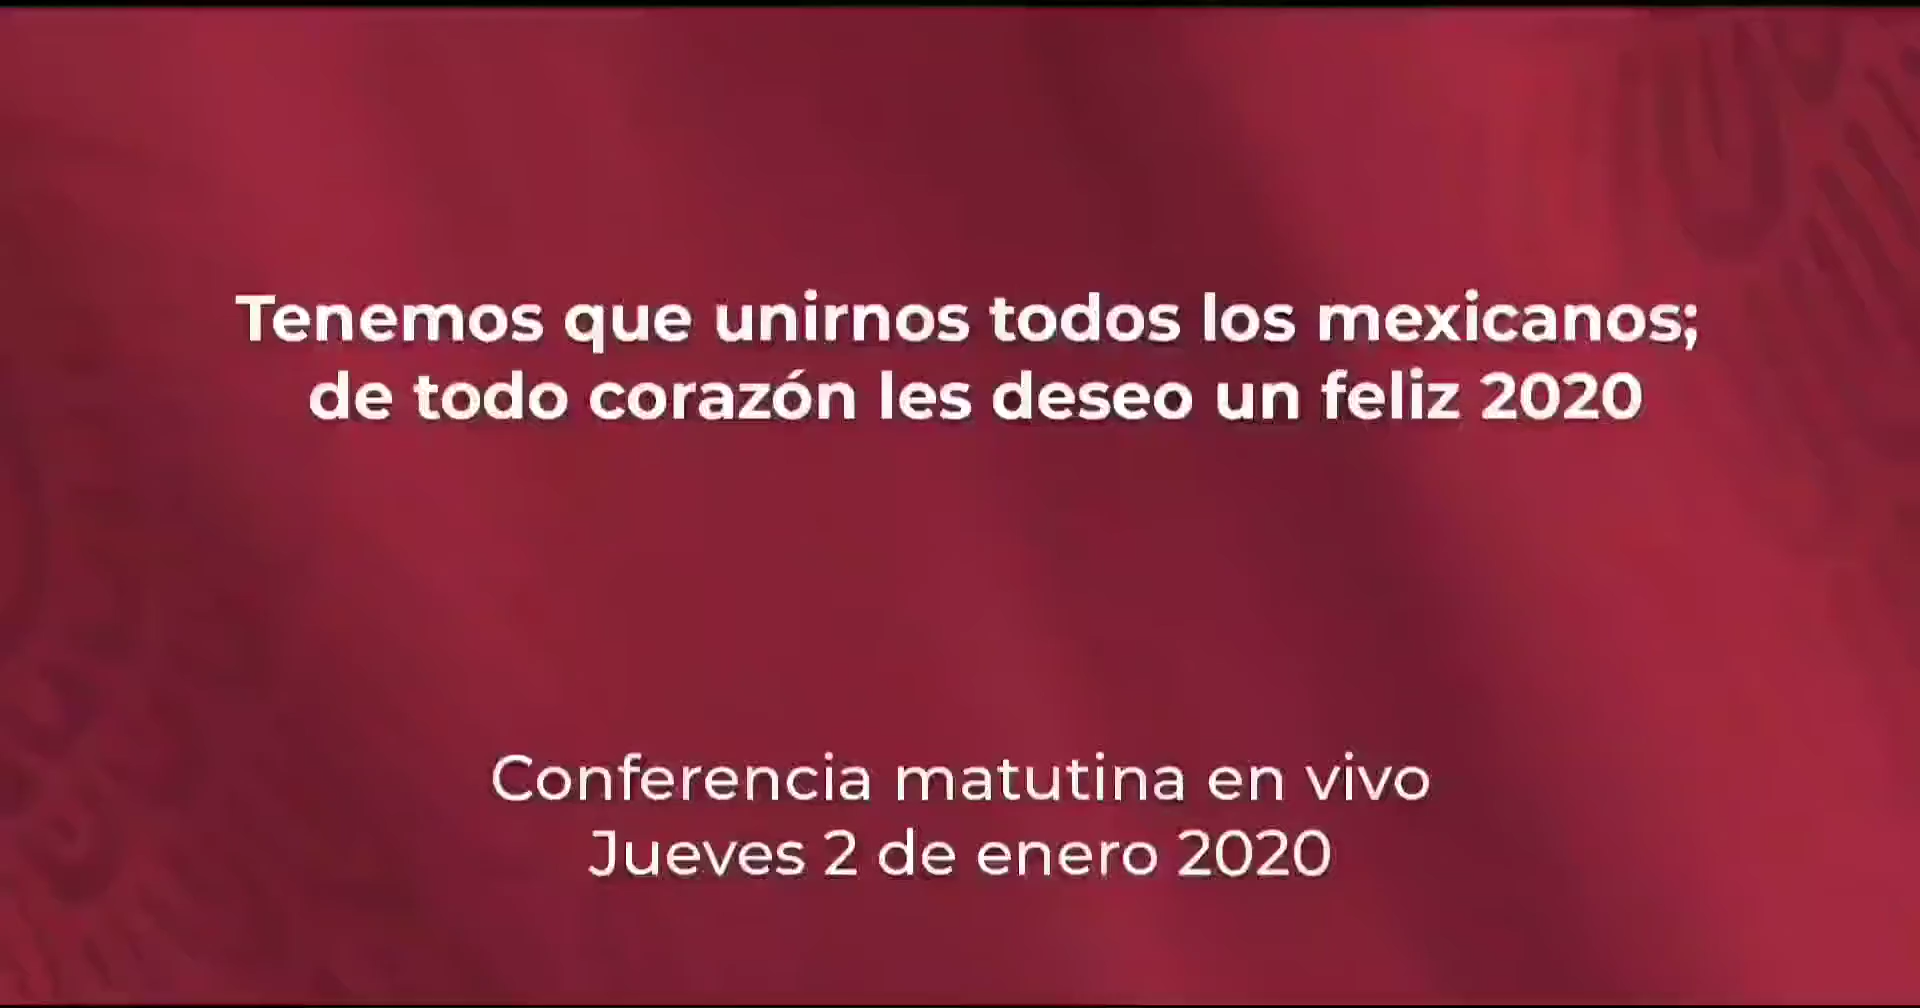 Tenemos que unirnos todos los mexicanos;
de todo corazón les deseo un feliz 2020
Conferencia matutina en vivo
Jueves 2 de enero 2020